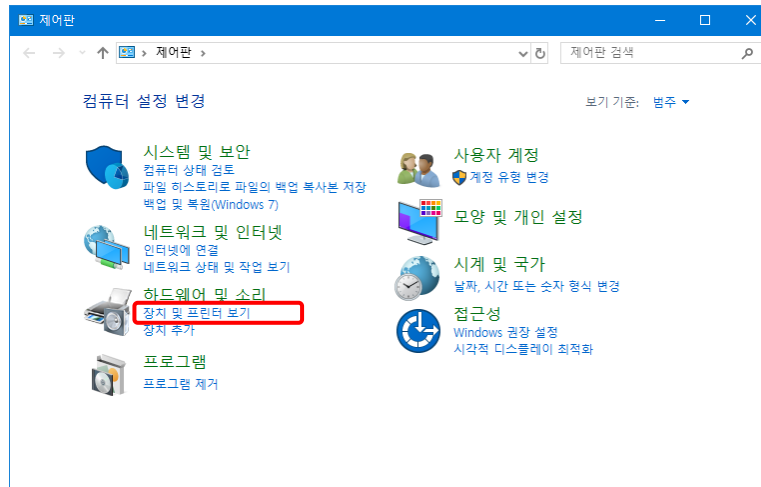 제어판
제어판
제어판 검색
컴퓨터 설정 변경
보기 기준: 범주
시스템 및 보안
컴퓨터 상태 검토
파일 히스토리로 파일의 백업 복사본 저장
백업 및 복원(Windows 7)
네트워크 및 인터넷
인터넷에 연결
네트워크 상태 및 작업 보기
하드웨어 및 소리
장치 및 프린터 보기
장치 추가
프로그램
프로그램 제거
사용자 계정
계정 유형 변경
모양 및 개인 설정
시계 및 국가
날짜, 시간 또는 숫자 형식 변경
접근성
Windows 권장 설정
시각적 디스플레이 최적화